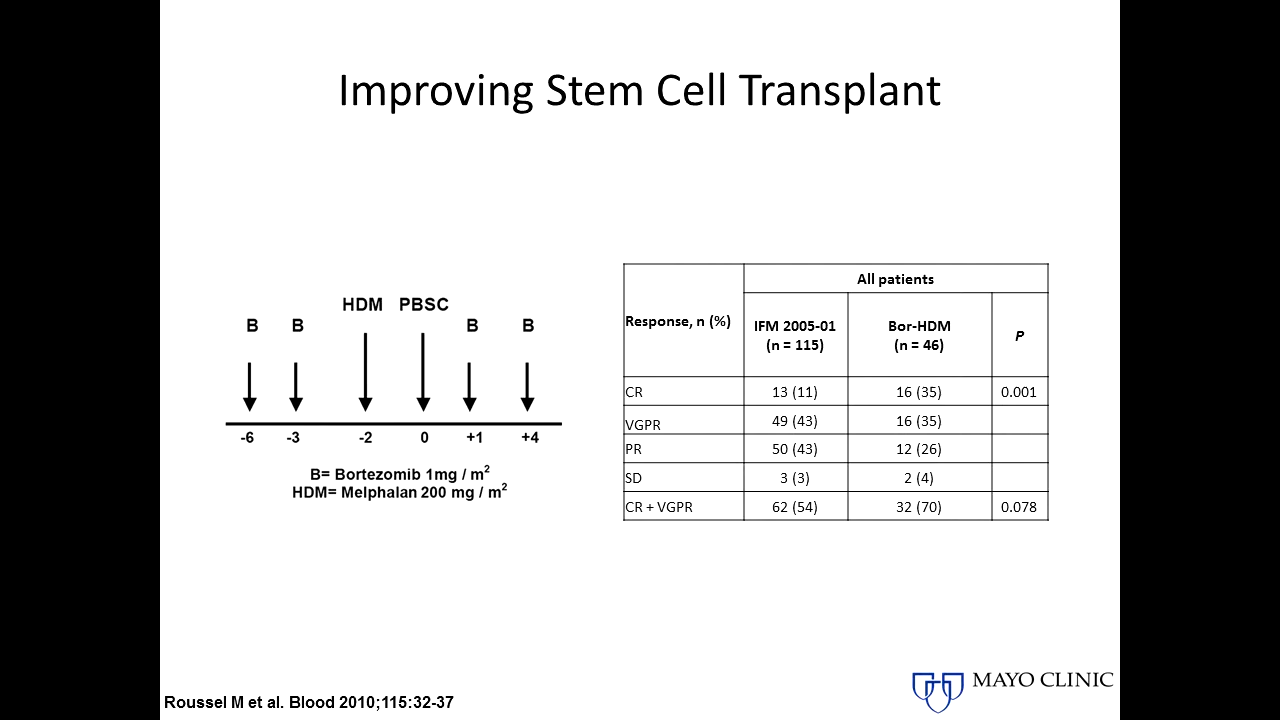 Improving Stem Cell Transplant
HDM PBSC
B B B B
-6 -3 -2 0 +1 +4
B= Bortezomib 1mg / m²
HDM= Melphalan 200 mg / m²
All patients
Response, n (%)
IFM 2005-01
(n = 115)
Bor-HDM
(n = 46)
P
CR 13 (11) 16 (35) 0.001
VGPR 49 (43) 16 (35)
PR 50 (43) 12 (26)
SD 3 (3) 2 (4)
CR + VGPR 62 (54) 32 (70) 0.078
Roussel M et al. Blood 2010;115:32-37
MAYO CLINIC